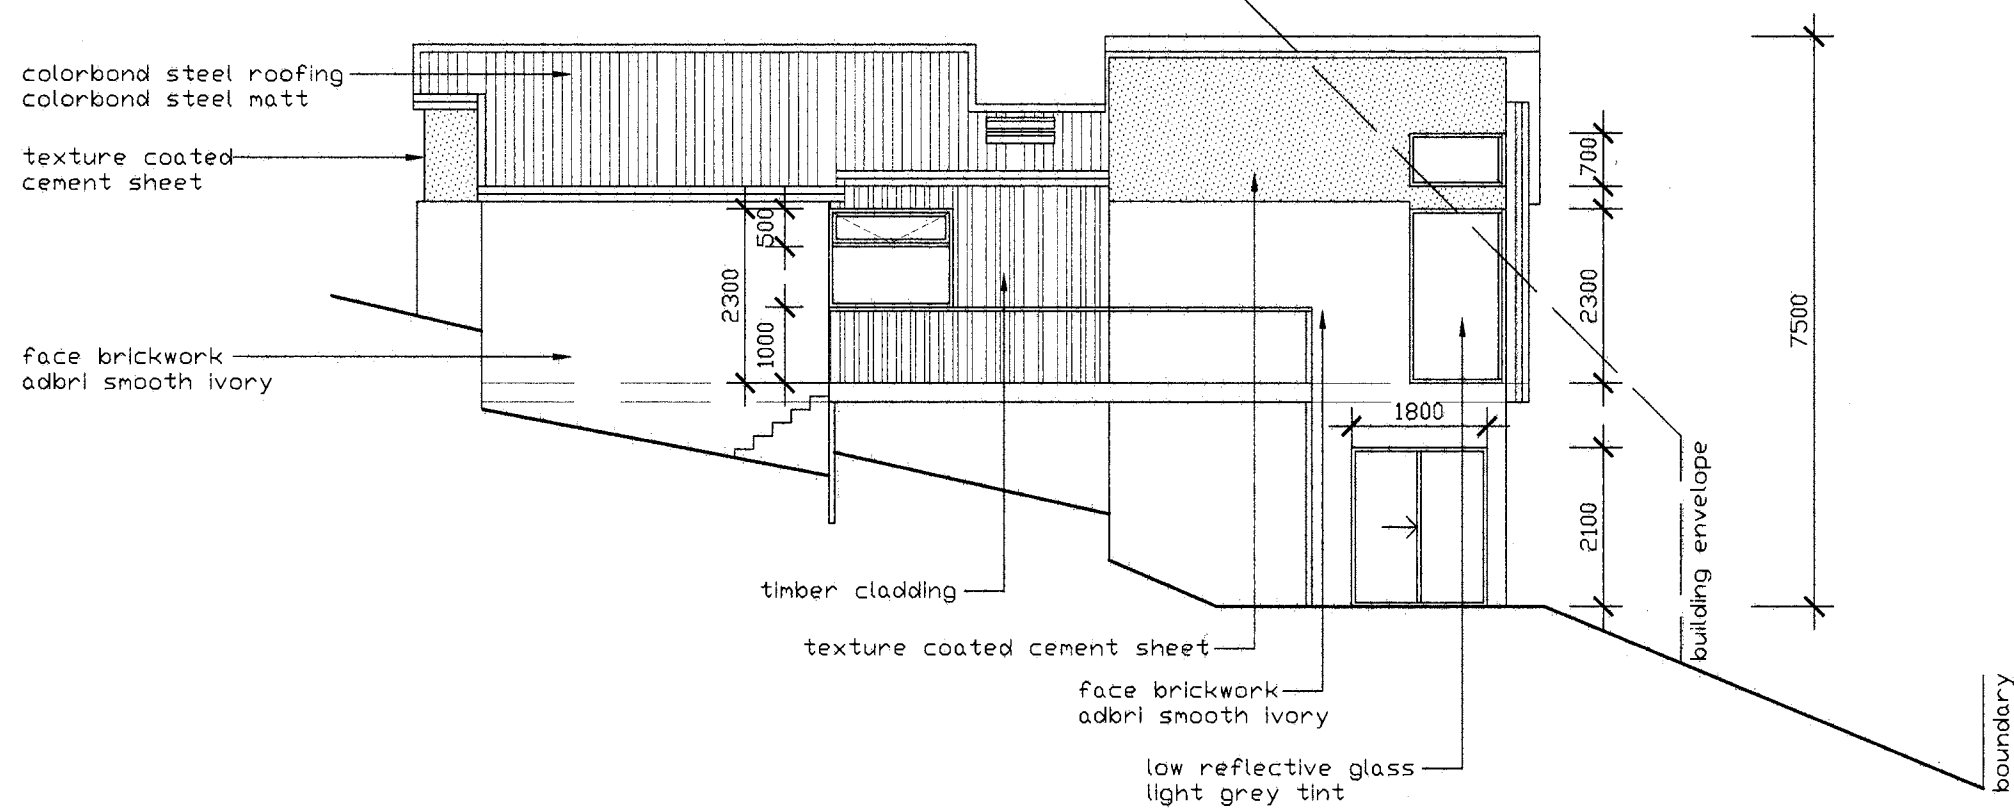 colorbond steel roofing
colorbond steel matt
texture coated
cement sheet
face brickwork
adbri smooth ivory
2300
500
1000
timber cladding
texture coated cement sheet
face brickwork
adbri smooth ivory
low reflective glass
light grey tint
1800
700
2300
2100
building envelope
7500
boundary